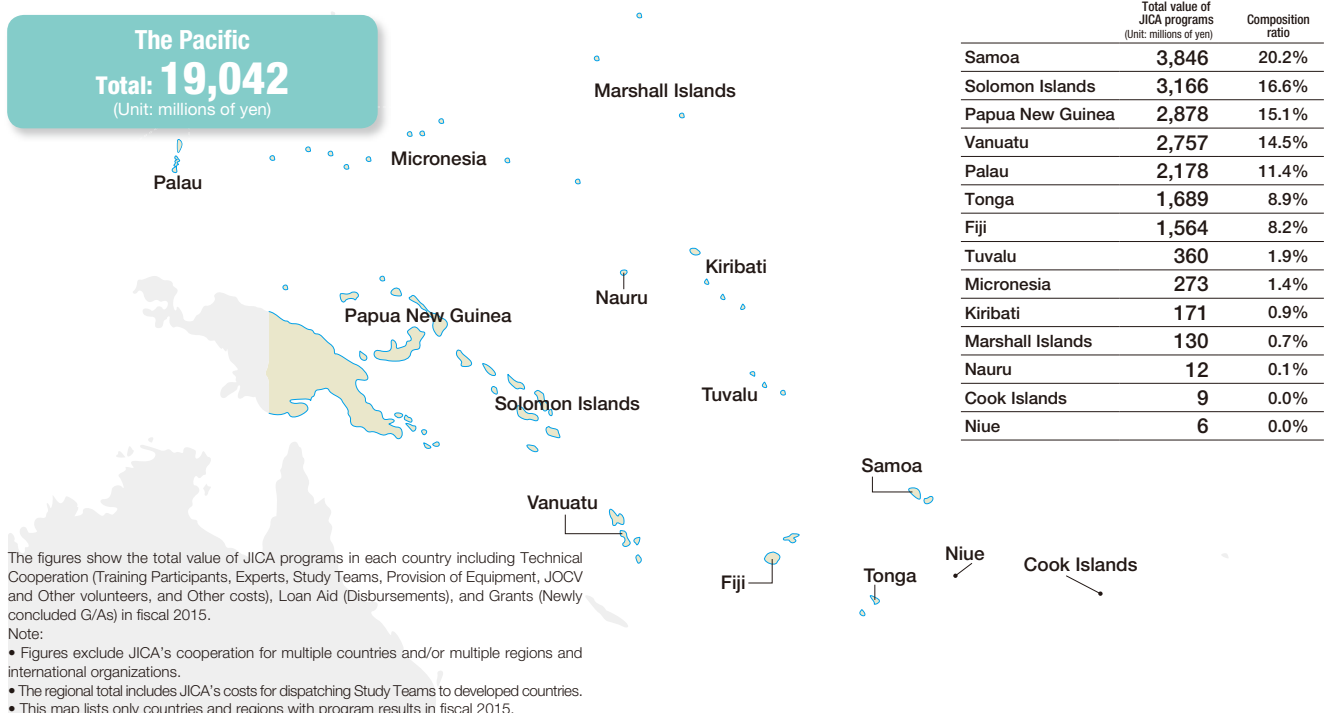 The Pacific
Total: 19,042
(Unit: millions of yen)
Total value of
JICA programs
(Unit: millions of yen)
Composition
ratio
Samoa 3,846 20.2%
Solomon Islands 3,166 16.6%
Papua New Guinea 2,878 15.1%
Vanuatu 2,757 14.5%
Palau 2,178 11.4%
Tonga 1,689 8.9%
Fiji 1,564 8.2%
Tuvalu 360 1.9%
Micronesia 273 1.4%
Kiribati 171 0.9%
Marshall Islands 130 0.7%
Nauru 12 0.1%
Cook Islands 9 0.0%
Niue 6 0.0%
Marshall Islands
Micronesia
Palau
Kiribati
Nauru
Papua New Guinea
Tuvalu
Solomon Islands
Samoa
Vanuatu
Niue
Cook Islands
Fiji
Tonga
The figures show the total value of JICA programs in each country including Technical
Cooperation (Training Participants, Experts, Study Teams, Provision of Equipment, JOCV
and Other volunteers, and Other costs), Loan Aid (Disbursements), and Grants (Newly
concluded G/As) in fiscal 2015.
Note:
• Figures exclude JICA's cooperation for multiple countries and/or multiple regions and
international organizations.
• The regional total includes JICA's costs for dispatching Study Teams to developed countries.
• This map lists only countries and regions with program results in fiscal 2015.